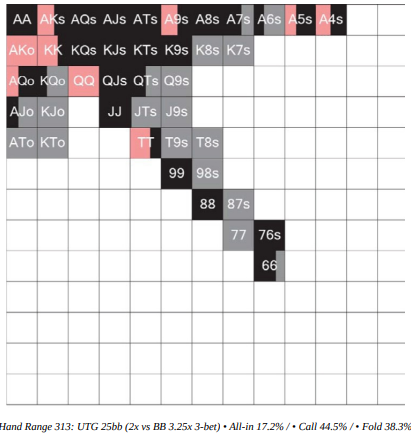 AA AKs AQs AJs ATs A9s A8s A7s A6s A5s A4s
AKo KK KQs KJs KTs K9s K8s K7s
AQo KQo QQ QJs QTs Q9s
AJo KJo JJ JTs J9s
ATo KTo TT T9s T8s
99 98s
88 87s
77 76s
66
Hand Range 313: UTG 25bb (2x vs BB 3.25x 3-bet) • All-in 17.2% / • Call 44.5% / • Fold 38.3%